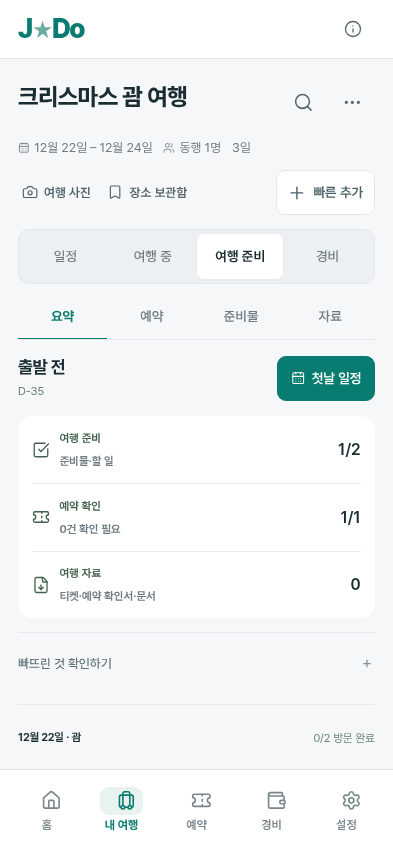 J★Do
크리스마스 괌 여행
12월 22일 – 12월 24일 동행 1명 3일
여행 사진 장소 보관함 빠른 추가
일정 여행 중 여행 준비 경비
요약 예약 준비물 자료
출발 전
D-35
첫날 일정
여행 준비
준비물·할 일
1/2
예약 확인
0건 확인 필요
1/1
여행 자료
티켓·예약 확인서·문서
0
빠뜨린 것 확인하기 +
12월 22일 · 괌 0/2 방문 완료
홈 내 여행 예약 경비 설정